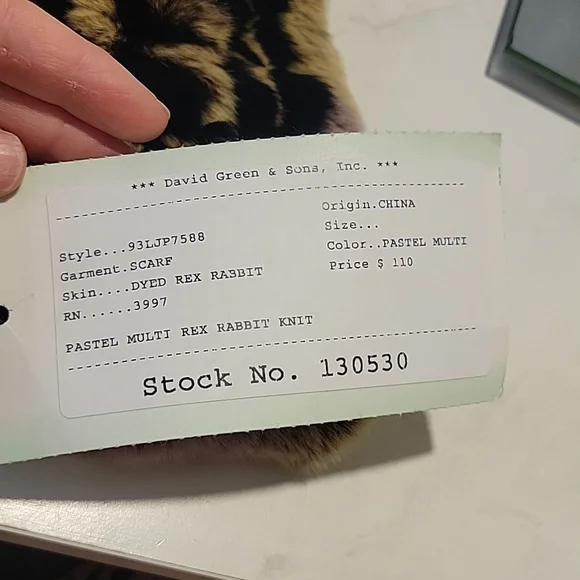 *** David Green & Sons, Inc. ***
Style...93LJP7588
Garment.SCARF
Skin....DYED REX RABBIT
RN......3997
Origin.CHINA
Size...
Color..PASTEL MULTI
Price $ 110
PASTEL MULTI REX RABBIT KNIT
Stock No. 130530